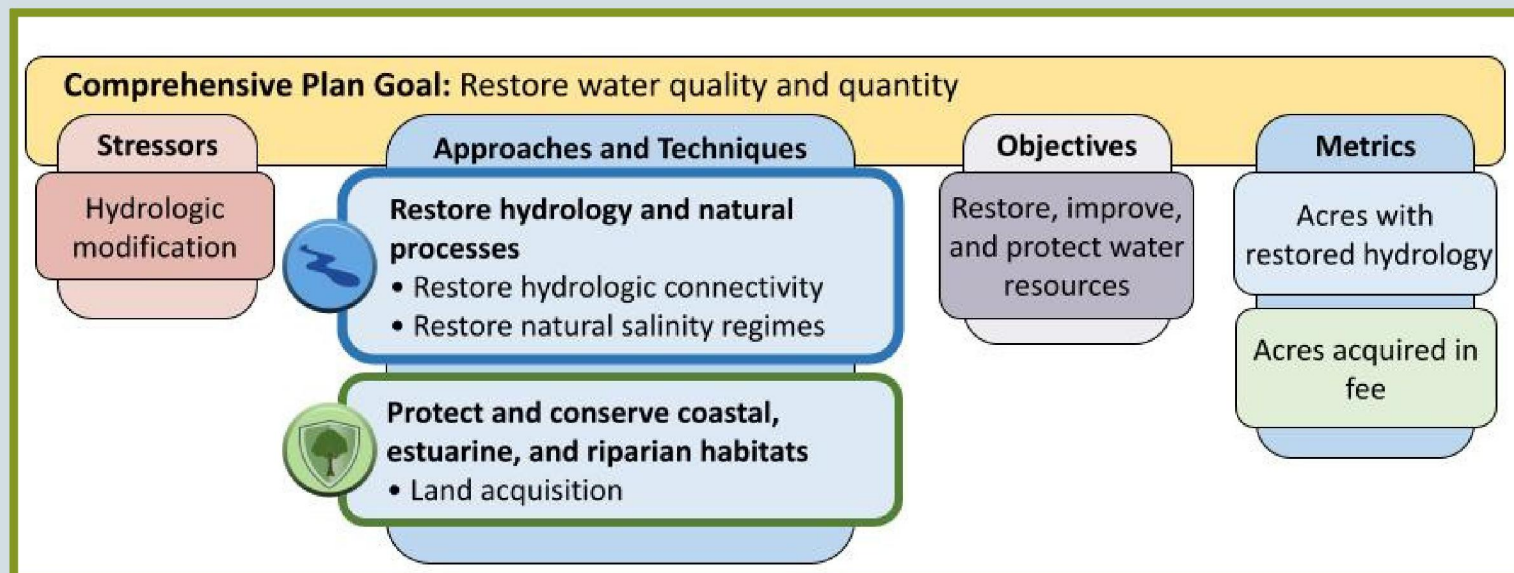 Comprehensive Plan Goal: Restore water quality and quantity
Stressors
Hydrologic
modification
Approaches and Techniques
Restore hydrology and natural
processes
• Restore hydrologic connectivity
• Restore natural salinity regimes
Protect and conserve coastal,
estuarine, and riparian habitats
• Land acquisition
Objectives
Restore, improve,
and protect water
resources
Metrics
Acres with
restored hydrology
Acres acquired in
fee